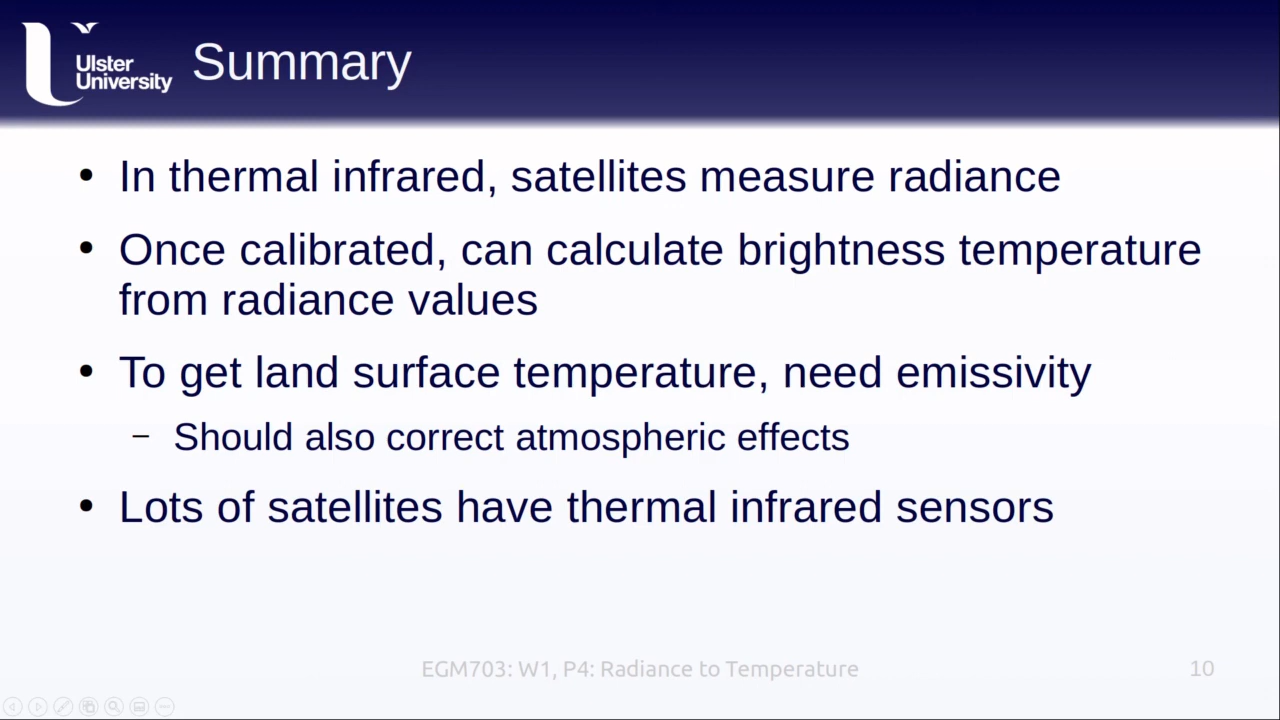 Ulster
University
Summary
• In thermal infrared, satellites measure radiance
• Once calibrated, can calculate brightness temperature
from radiance values
• To get land surface temperature, need emissivity
– Should also correct atmospheric effects
• Lots of satellites have thermal infrared sensors
EGM703: W1, P4: Radiance to Temperature
10